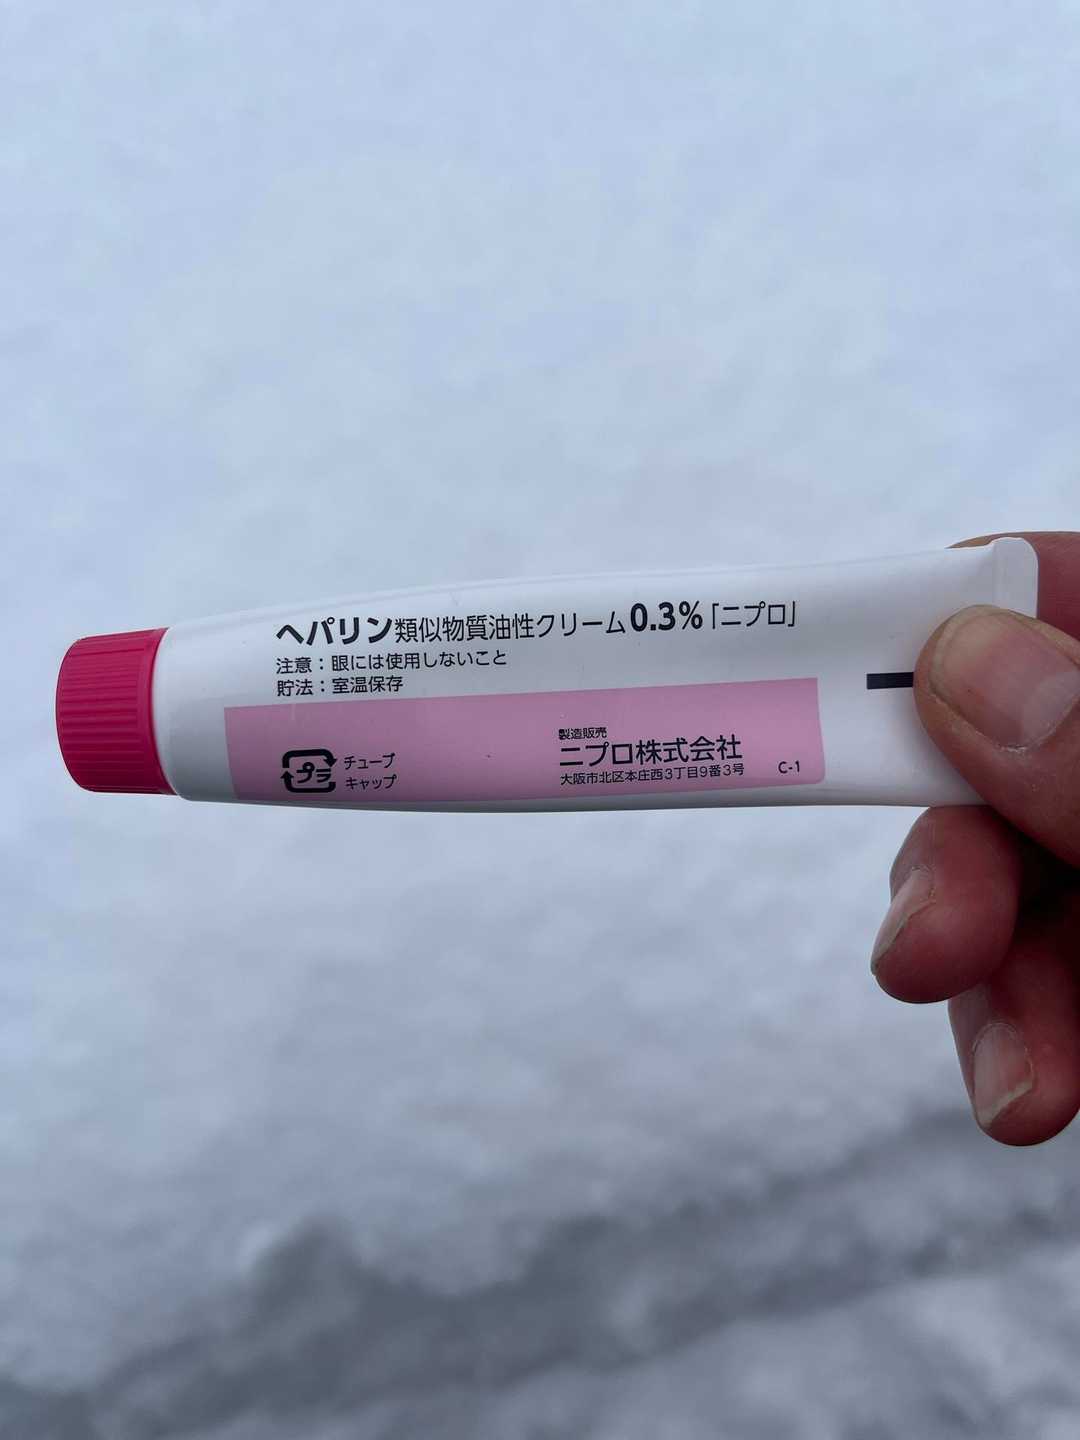 ヘパリン類似物質油性クリーム0.3%「ニプロ」
注意：眼には使用しないこと
貯法：室温保存
プラ
チューブ
キャップ
製造販売
ニプロ株式会社
大阪市北区本庄西3丁目9番3号
C-1